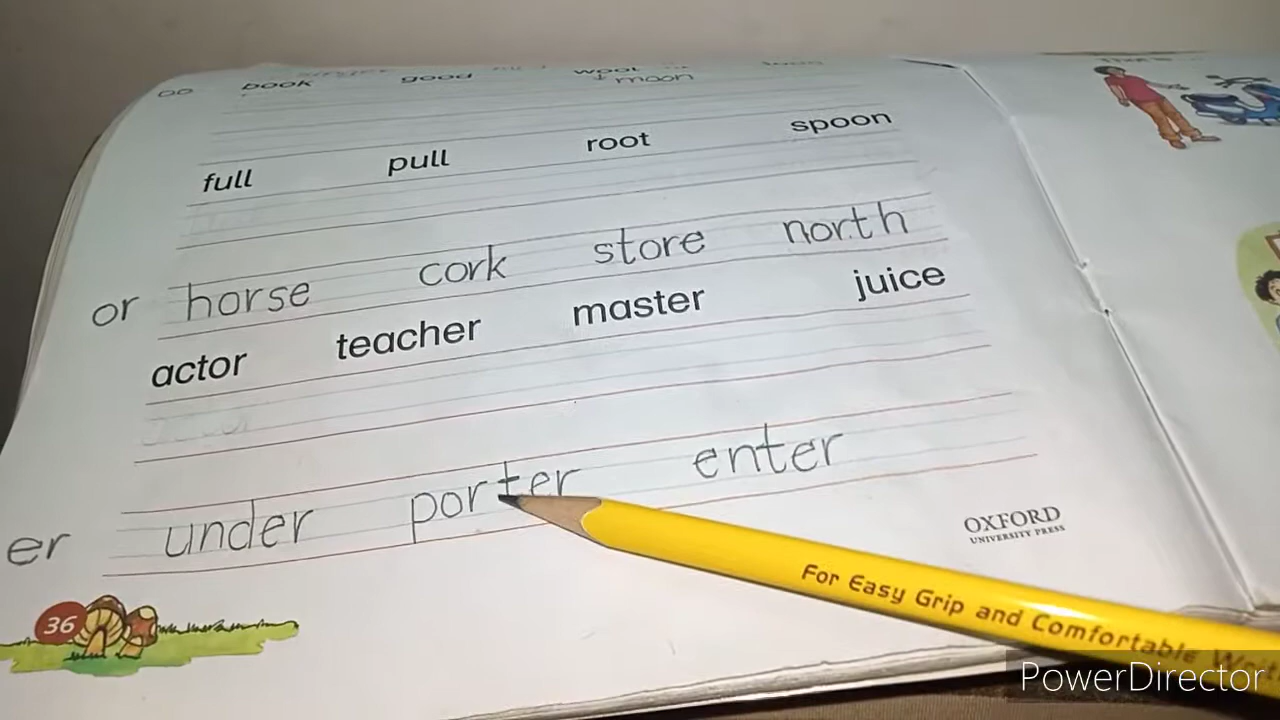 oo book good wool moon
full pull root spoon
or horse cork store north
actor teacher master juice
er under porter enter
OXFORD
UNIVERSITY PRESS
36
For Easy Grip and Comfortable
PowerDirector